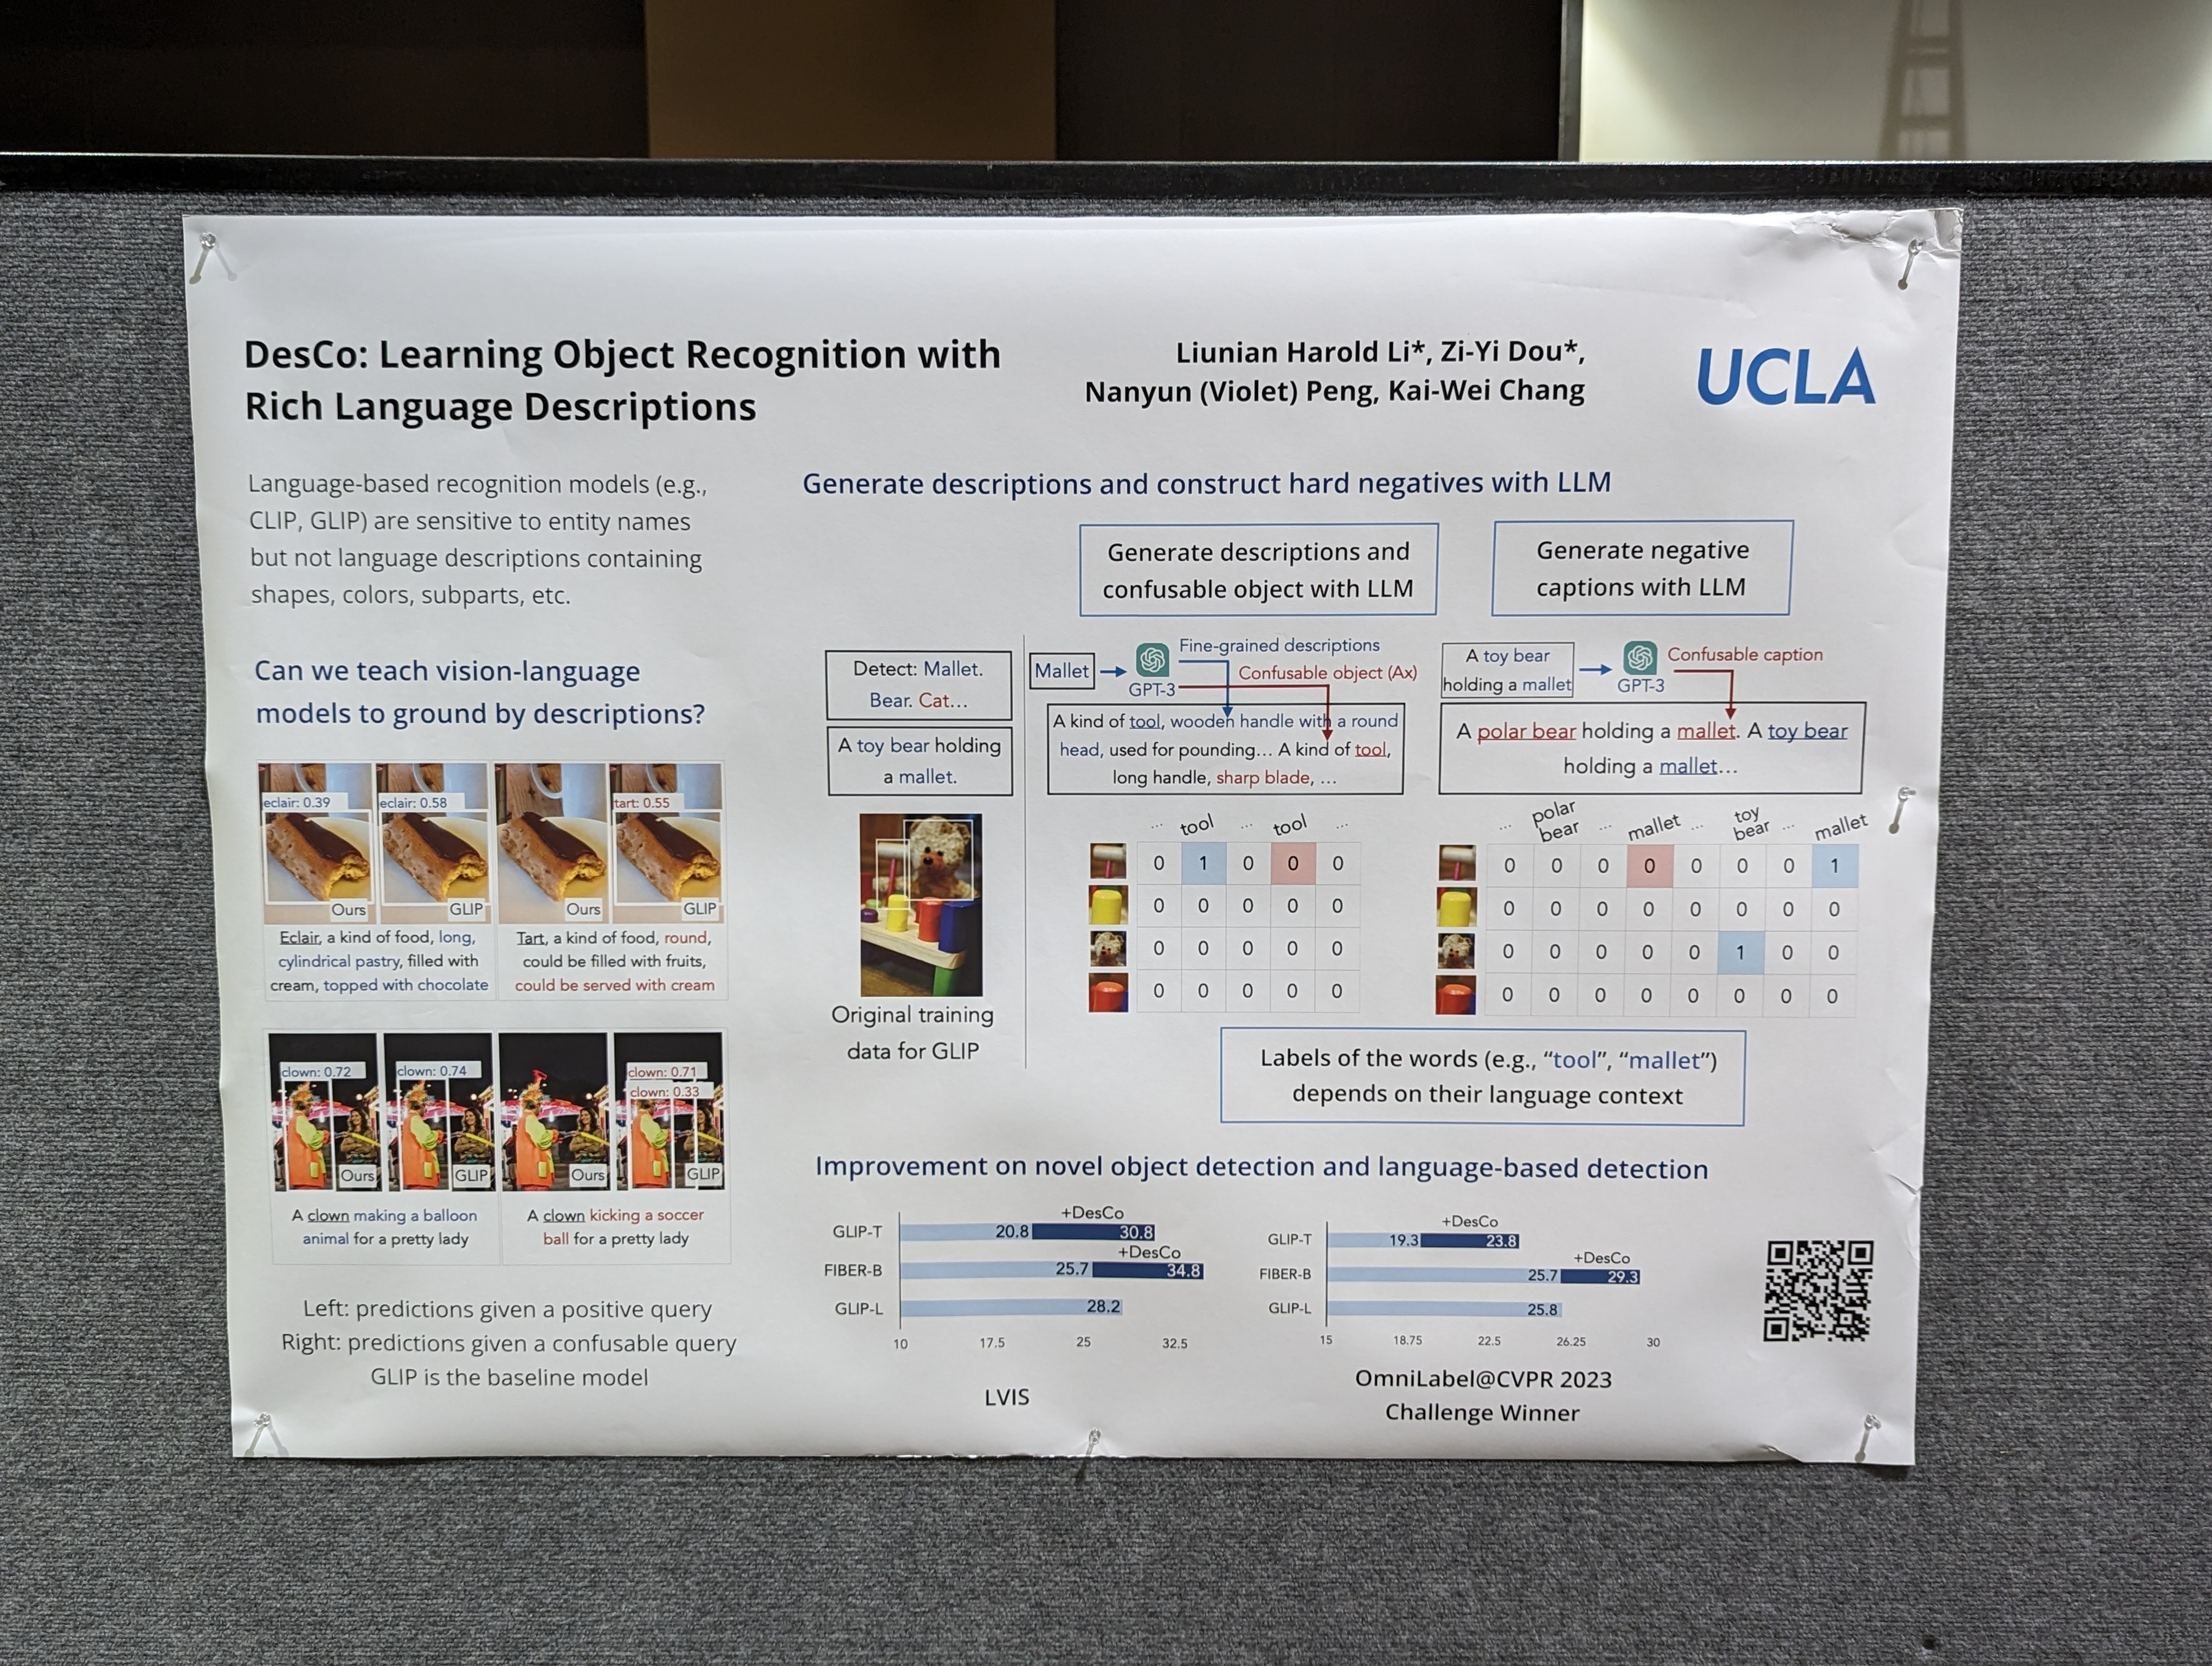 DesCo: Learning Object Recognition with
Rich Language Descriptions
Liunian Harold Li*, Zi-Yi Dou*,
Nanyun (Violet) Peng, Kai-Wei Chang
UCLA
Language-based recognition models (e.g.,
CLIP, GLIP) are sensitive to entity names
but not language descriptions containing
shapes, colors, subparts, etc.
Can we teach vision-language
models to ground by descriptions?
eclair: 0.39
eclair: 0.58
tart: 0.55
Ours
GLIP
Ours
GLIP
Eclair, a kind of food, long,
cylindrical pastry, filled with
cream, topped with chocolate
Tart, a kind of food, round,
could be filled with fruits,
could be served with cream
clown: 0.72
clown: 0.74
clown: 0.71
clown: 0.33
Ours
GLIP
Ours
GLIP
A clown making a balloon
animal for a pretty lady
A clown kicking a soccer
ball for a pretty lady
Left: predictions given a positive query
Right: predictions given a confusable query
GLIP is the baseline model
Generate descriptions and construct hard negatives with LLM
Generate descriptions and
confusable object with LLM
Generate negative
captions with LLM
Detect: Mallet.
Bear. Cat...
A toy bear holding
a mallet.
Original training
data for GLIP
Mallet
GPT-3
Fine-grained descriptions
Confusable object (Ax)
A kind of tool, wooden handle with a round
head, used for pounding... A kind of tool,
long handle, sharp blade, ...
... tool ... tool ...
0 1 0 0 0
0 0 0 0 0
0 0 0 0 0
0 0 0 0 0
A toy bear
holding a mallet
GPT-3
Confusable caption
A polar bear holding a mallet. A toy bear
holding a mallet...
... polar bear ... mallet ... toy bear ... mallet
0 0 0 0 0 0 0 1
0 0 0 0 0 0 0 0
0 0 0 0 0 1 0 0
0 0 0 0 0 0 0 0
Labels of the words (e.g., “tool”, “mallet”)
depends on their language context
Improvement on novel object detection and language-based detection
+DesCo
GLIP-T 20.8 30.8
+DesCo
FIBER-B 25.7 34.8
GLIP-L 28.2
10 17.5 25 32.5
LVIS
+DesCo
GLIP-T 19.3 23.8
+DesCo
FIBER-B 25.7 29.3
GLIP-L 25.8
15 18.75 22.5 26.25 30
OmniLabel@CVPR 2023
Challenge Winner